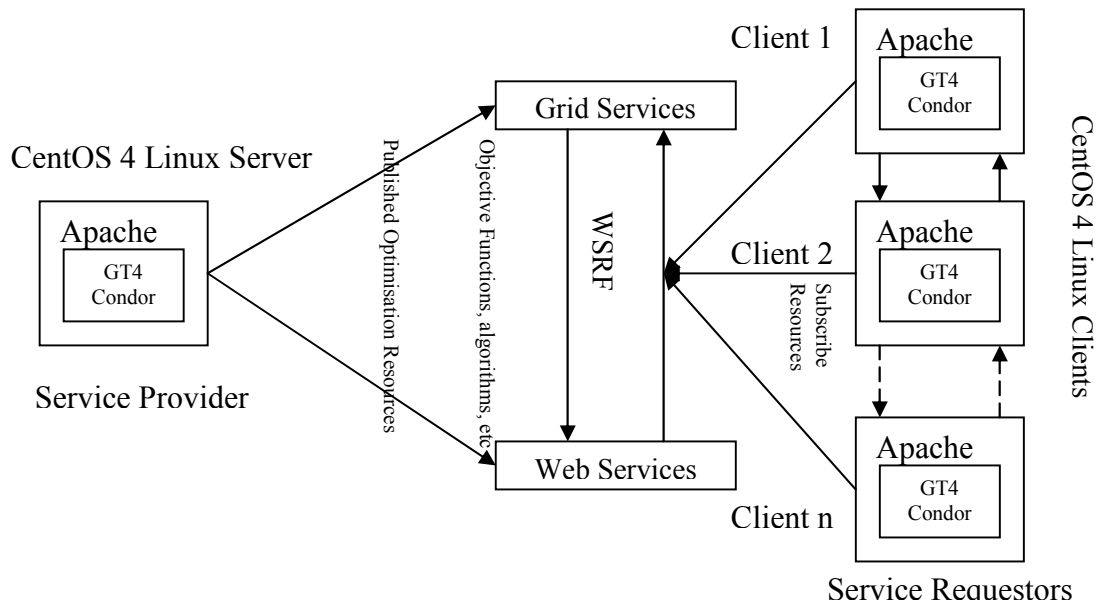 Client 1
Apache
GT4
Condor
Grid Services
CentOS 4 Linux Server
Apache
GT4
Condor
Service Provider
Published Optimisation Resources
Objective Functions, algorithms, etc
WSRF
Client 2
Subscribe
Resources
Apache
GT4
Condor
CentOS 4 Linux Clients
Web Services
Client n
Apache
GT4
Condor
Service Requestors